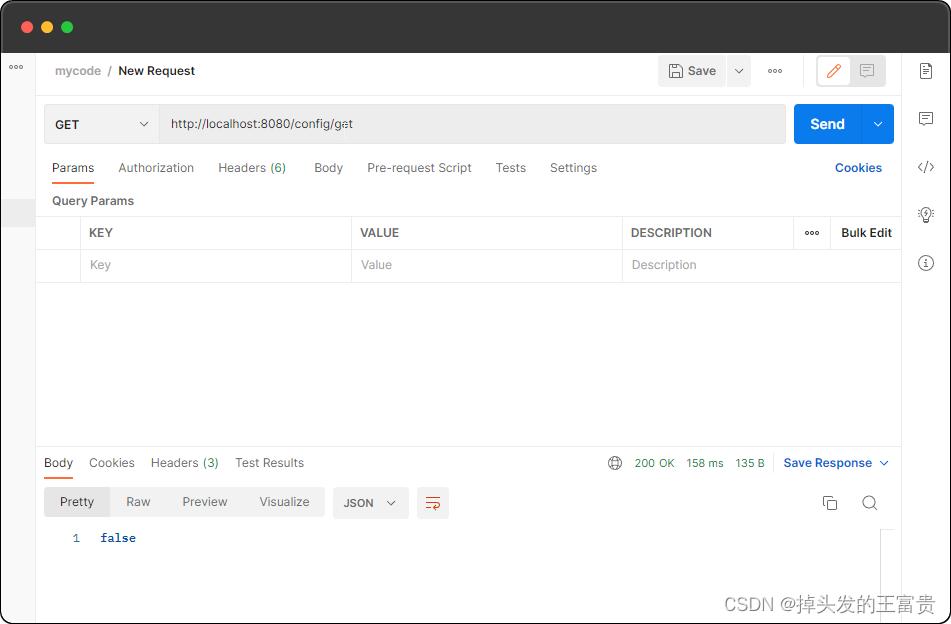 mycode / New Request
Save
GET
http://localhost:8080/config/get
Send
Params Authorization Headers (6) Body Pre-request Script Tests Settings Cookies
Query Params
KEY VALUE DESCRIPTION Bulk Edit
Key Value Description
Body Cookies Headers (3) Test Results 200 OK 158 ms 135 B Save Response
Pretty Raw Preview Visualize JSON
1 false
CSDN @掉头发的王富贵